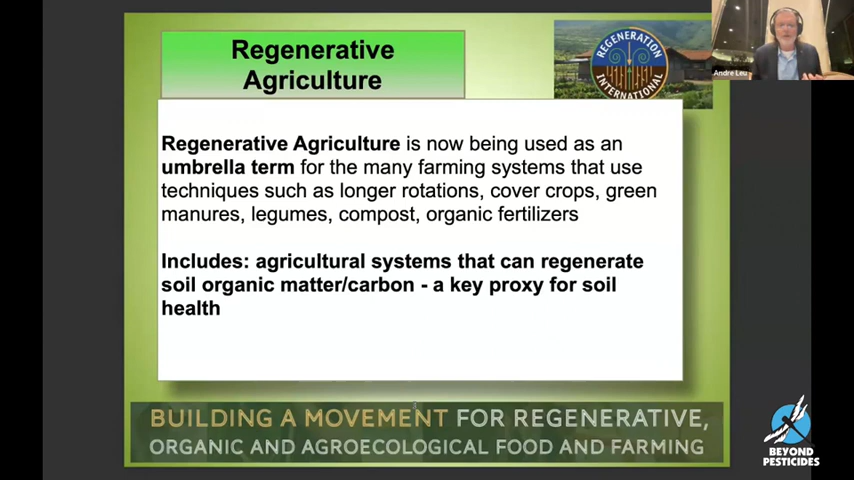 Regenerative
Agriculture
REGENERATION
INTERNATIONAL
Andre Leu
Regenerative Agriculture is now being used as an
umbrella term for the many farming systems that use
techniques such as longer rotations, cover crops, green
manures, legumes, compost, organic fertilizers
Includes: agricultural systems that can regenerate
soil organic matter/carbon - a key proxy for soil
health
BUILDING A MOVEMENT FOR REGENERATIVE,
ORGANIC AND AGROECOLOGICAL FOOD AND FARMING
BEYOND
PESTICIDES